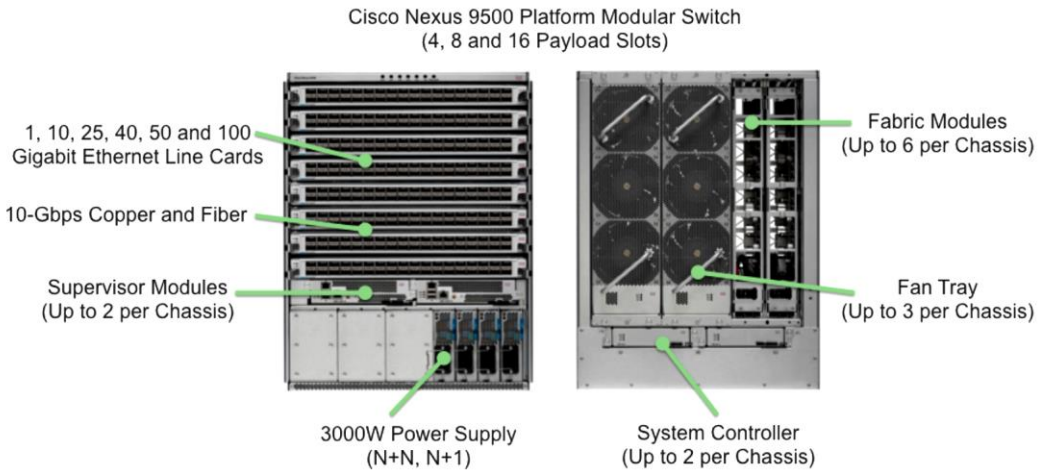 Cisco Nexus 9500 Platform Modular Switch
(4, 8 and 16 Payload Slots)
1, 10, 25, 40, 50 and 100
Gigabit Ethernet Line Cards
10-Gbps Copper and Fiber
Supervisor Modules
(Up to 2 per Chassis)
3000W Power Supply
(N+N, N+1)
Fabric Modules
(Up to 6 per Chassis)
Fan Tray
(Up to 3 per Chassis)
System Controller
(Up to 2 per Chassis)